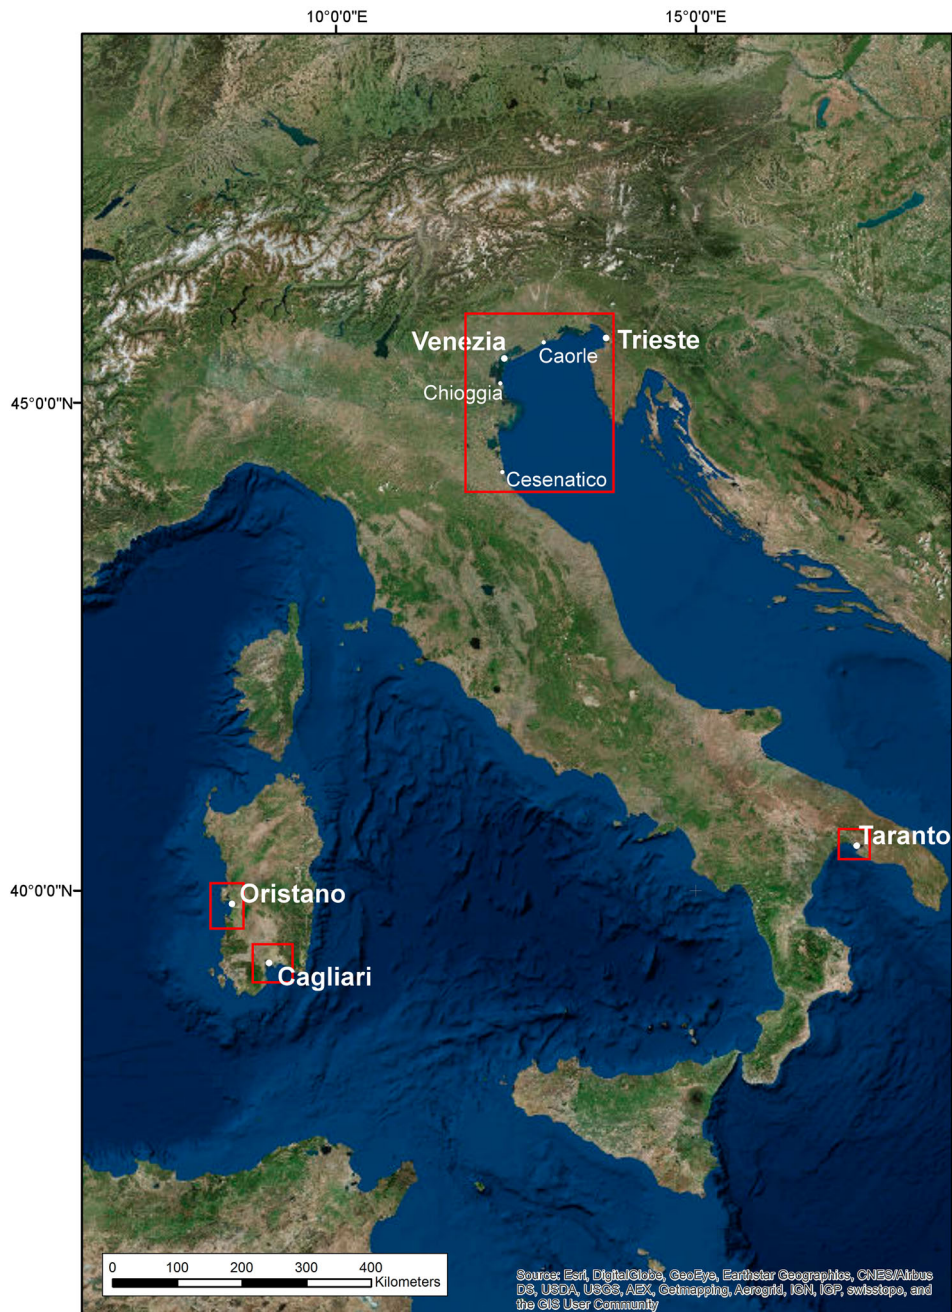 10°0'0"E
15°0'0"E
Venezia
Trieste
Caorle
45°0'0"N
Chioggia
Cesenatico
Taranto
40°0'0"N
Oristano
Cagliari
0 100 200 300 400
Kilometers
Source: Esri, DigitalGlobe, GeoEye, Earthstar Geographics, CNES/Airbus
DS, USDA, USGS, AEX, Getmapping, Aerogrid, IGN, IGP, swisstopo, and
the GIS User Community